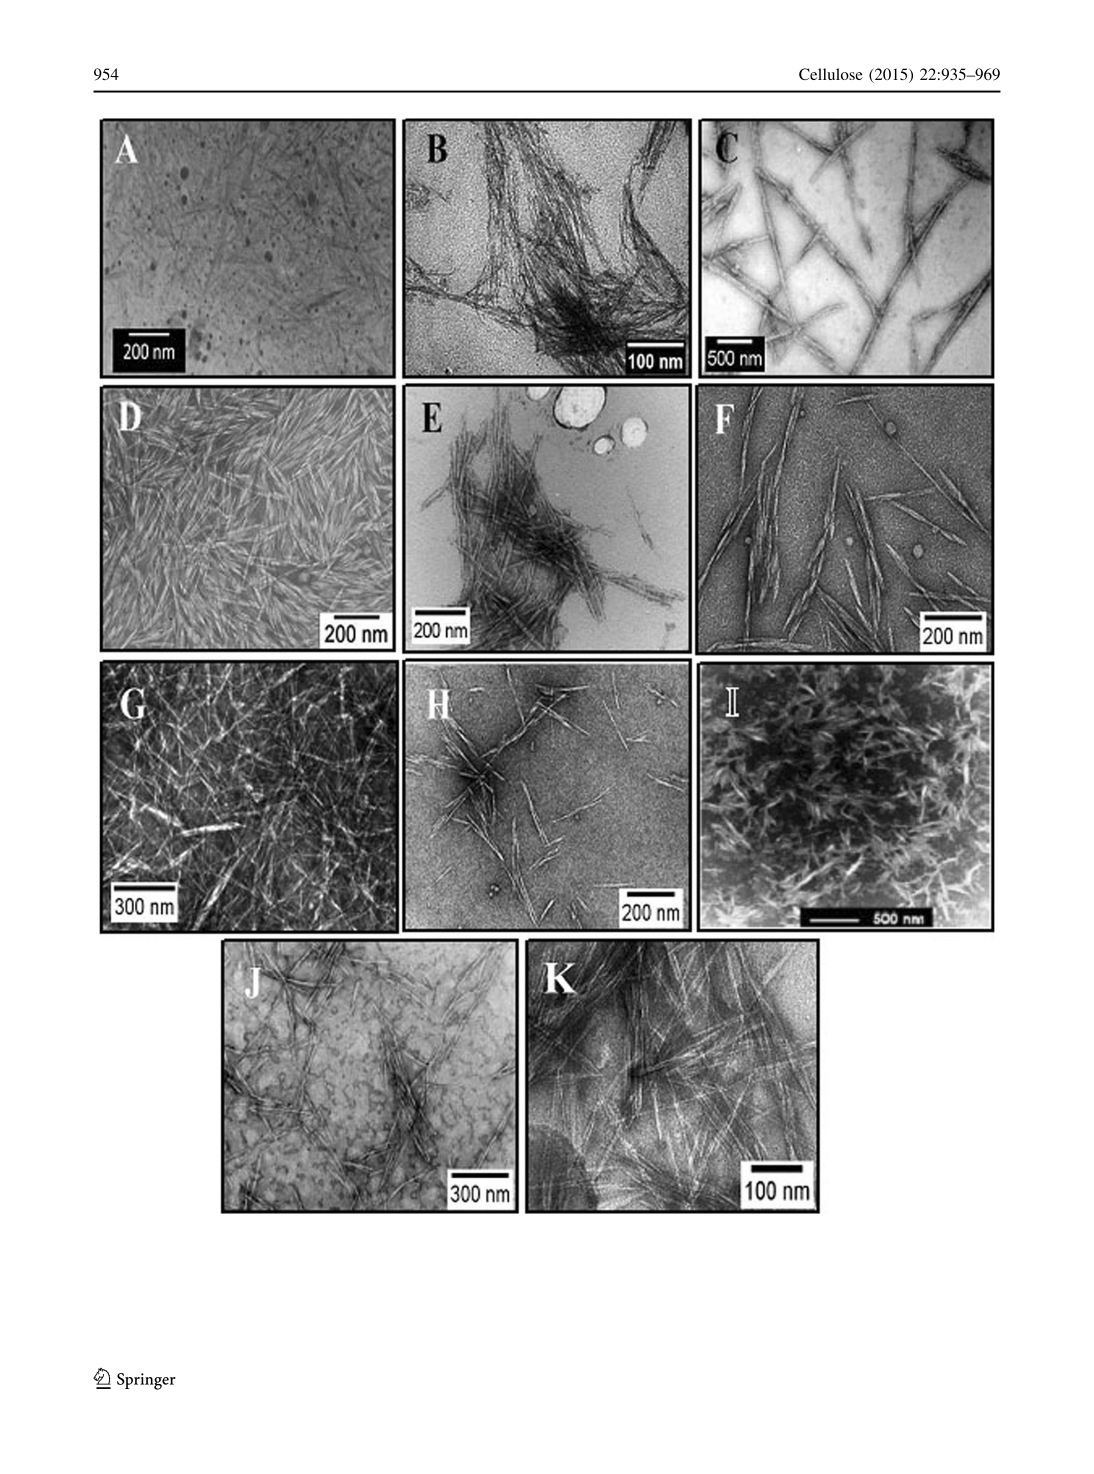 954
Cellulose (2015) 22:935–969
A
B
C
200 nm
100 nm
500 nm
D
E
F
200 nm
200 nm
200 nm
G
H
I
300 nm
200 nm
500 nm
J
K
300 nm
100 nm
Springer